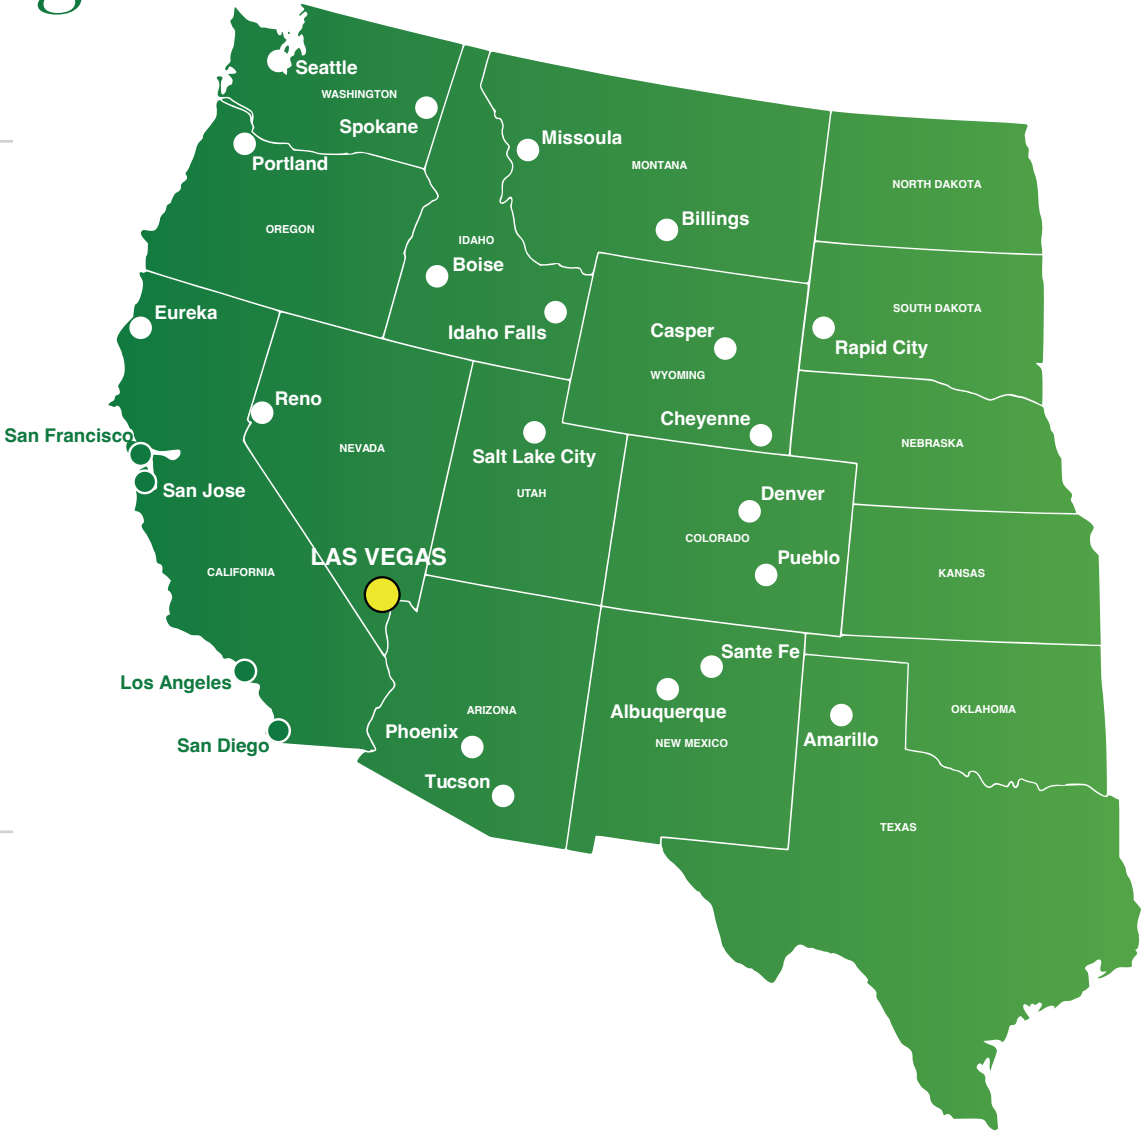 Seattle
WASHINGTON
Spokane
Portland
Missoula
MONTANA
NORTH DAKOTA
Billings
OREGON
IDAHO
Boise
Eureka
Idaho Falls
Casper
SOUTH DAKOTA
Rapid City
WYOMING
Reno
Cheyenne
San Francisco
NEVADA
Salt Lake City
NEBRASKA
San Jose
UTAH
Denver
COLORADO
LAS VEGAS
Pueblo
CALIFORNIA
KANSAS
Sante Fe
Los Angeles
ARIZONA
Albuquerque
OKLAHOMA
Phoenix
San Diego
NEW MEXICO
Amarillo
Tucson
TEXAS